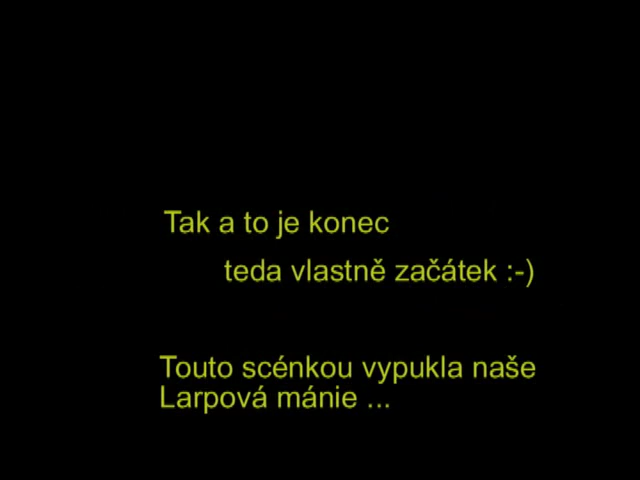 Tak a to je konec
teda vlastně začátek :-)
Touto scénkou vypukla naše
Larpová mánie ...